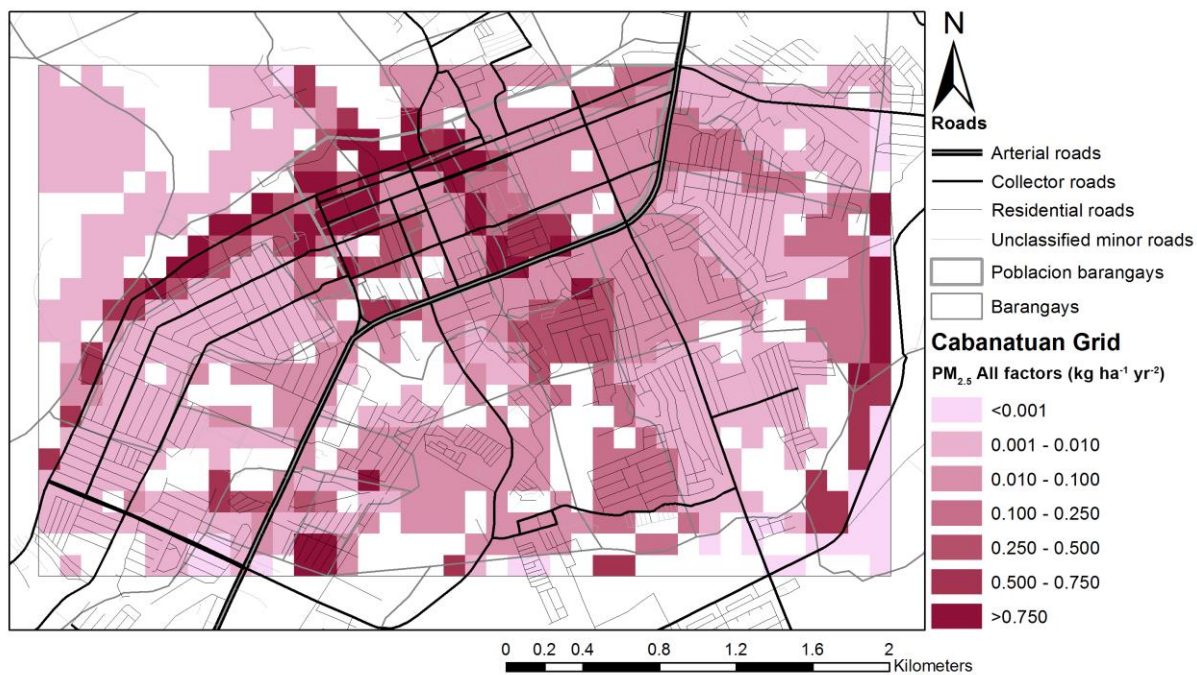 N
Roads
Arterial roads
Collector roads
Residential roads
Unclassified minor roads
Poblacion barangays
Barangays
Cabanatuan Grid
PM2.5 All factors (kg ha-1 yr-2)
<0.001
0.001 - 0.010
0.010 - 0.100
0.100 - 0.250
0.250 - 0.500
0.500 - 0.750
>0.750
0 0.2 0.4 0.8 1.2 1.6 2
Kilometers